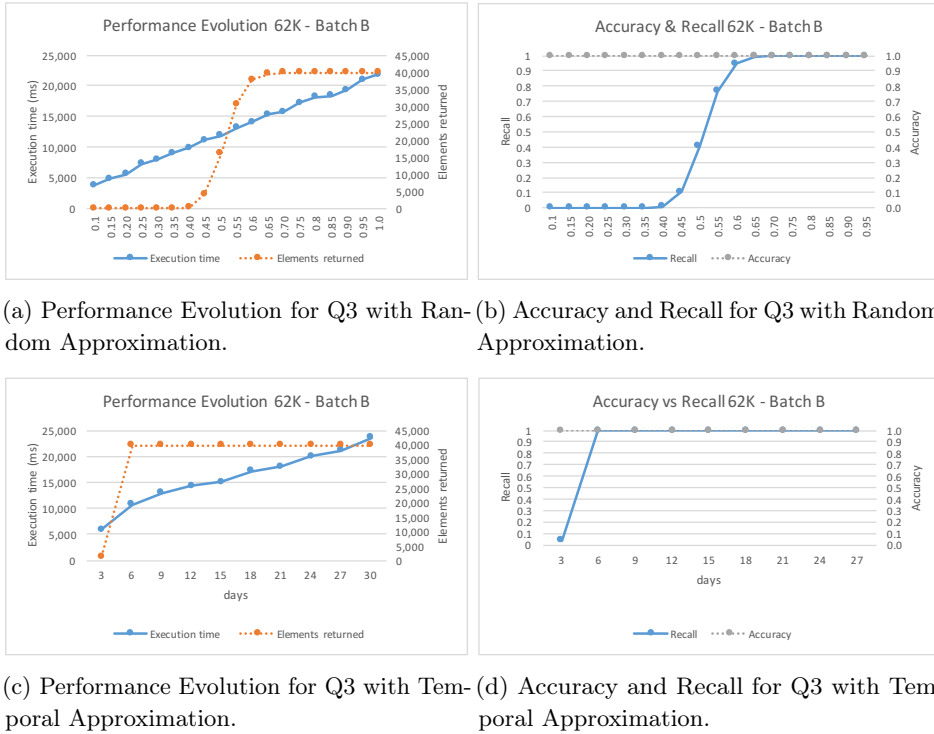 Performance Evolution 62K - Batch B
Execution time (ms)
25,000
20,000
15,000
10,000
5,000
0
45,000
40,000
35,000
30,000
25,000
20,000
15,000
10,000
5,000
0
Elements returned
0.1 0.15 0.20 0.25 0.30 0.35 0.40 0.45 0.50 0.55 0.6 0.65 0.70 0.75 0.8 0.85 0.90 0.95 1.0
Execution time Elements returned
Accuracy & Recall 62K - Batch B
Recall
1
0.9
0.8
0.7
0.6
0.5
0.4
0.3
0.2
0.1
0
1.0
0.9
0.8
0.7
0.6
0.5
0.4
0.3
0.2
0.1
0.0
Accuracy
0.1 0.15 0.20 0.25 0.30 0.35 0.40 0.45 0.5 0.55 0.6 0.65 0.70 0.75 0.8 0.85 0.90 0.95
Recall Accuracy
(a) Performance Evolution for Q3 with Ran-
dom Approximation.
(b) Accuracy and Recall for Q3 with Random
Approximation.
Performance Evolution 62K - Batch B
Execution time (ms)
25,000
20,000
15,000
10,000
5,000
0
45,000
40,000
35,000
30,000
25,000
20,000
15,000
10,000
5,000
0
Elements returned
3 6 9 12 15 18 21 24 27 30
days
Execution time Elements returned
Accuracy vs Recall 62K - Batch B
Recall
1
0.9
0.8
0.7
0.6
0.5
0.4
0.3
0.2
0.1
0
1.0
0.9
0.8
0.7
0.6
0.5
0.4
0.3
0.2
0.1
0.0
Accuracy
3 6 9 12 15 18 21 24 27
days
Recall Accuracy
(c) Performance Evolution for Q3 with Tem-
poral Approximation.
(d) Accuracy and Recall for Q3 with Tem
poral Approximation.